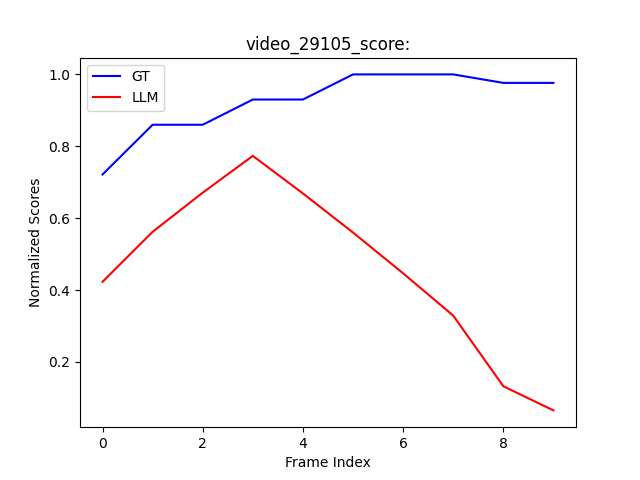 video_29105_score:
GT
LLM
1.0
0.8
0.6
0.4
0.2
Normalized Scores
0 2 4 6 8
Frame Index